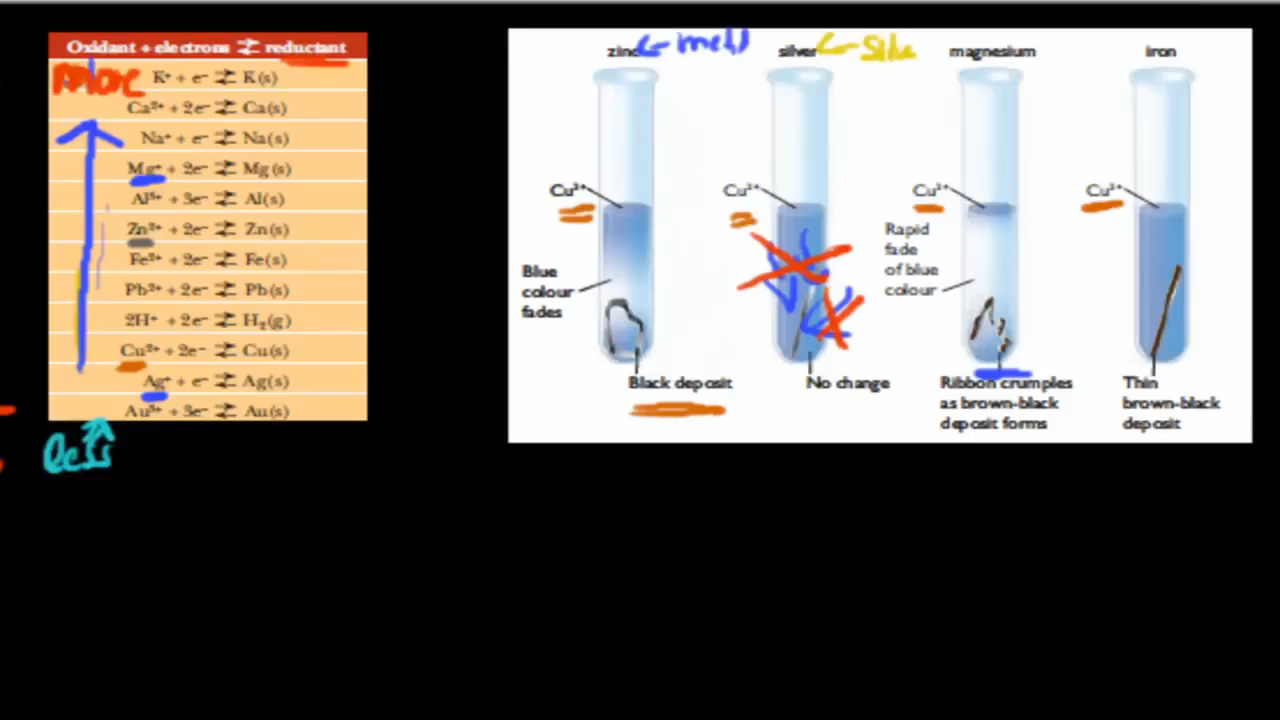 Oxidant + electrons ⇄ reductant
More
K⁺ + e⁻ ⇄ K(s)
Ca²⁺ + 2e⁻ ⇄ Ca(s)
Na⁺ + e⁻ ⇄ Na(s)
Mg⁺ + 2e⁻ ⇄ Mg(s)
Al³⁺ + 3e⁻ ⇄ Al(s)
Zn²⁺ + 2e⁻ ⇄ Zn(s)
Fe²⁺ + 2e⁻ ⇄ Fe(s)
Pb²⁺ + 2e⁻ ⇄ Pb(s)
2H⁺ + 2e⁻ ⇄ H₂(g)
Cu²⁺ + 2e⁻ ⇄ Cu(s)
Ag⁺ + e⁻ ⇄ Ag(s)
Au³⁺ + 3e⁻ ⇄ Au(s)
less
zinc
silver
magnesium
iron
Cu²⁺
Cu²⁺
Cu²⁺
Cu²⁺
Blue
colour
fades
Rapid
fade
of blue
colour
Black deposit
No change
Ribbon crumples
as brown-black
deposit forms
Thin
brown-black
deposit